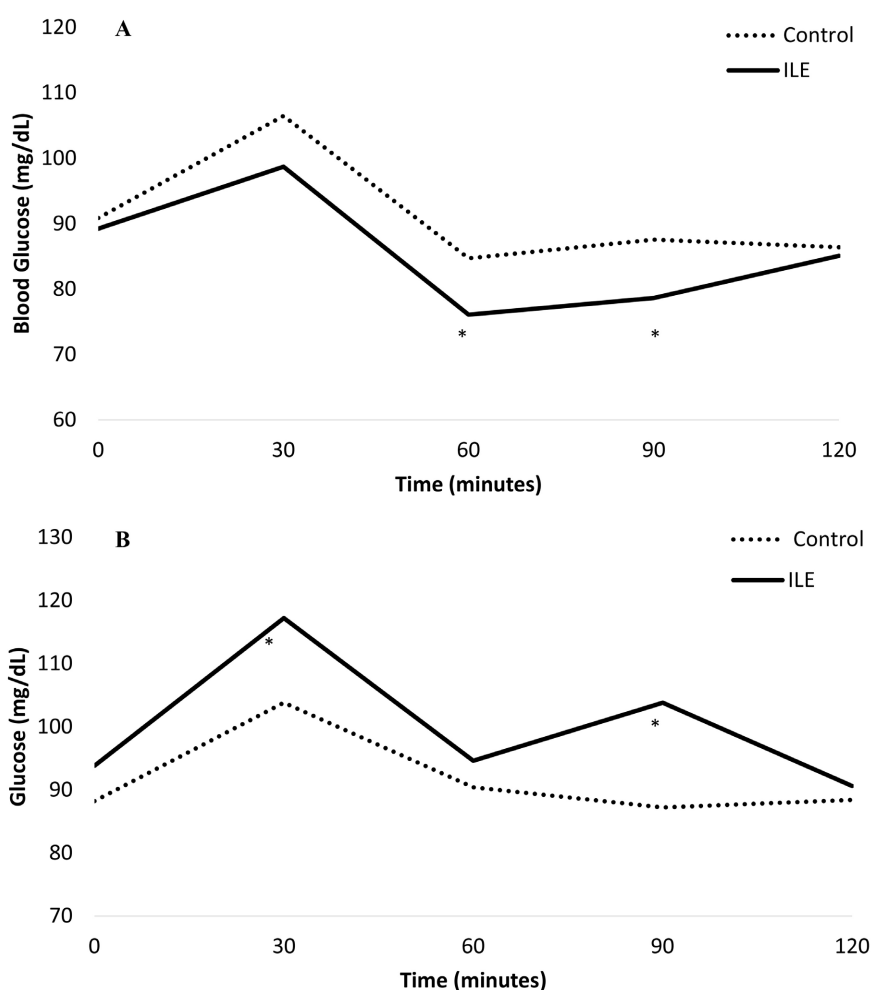 A
Control
ILE
Blood Glucose (mg/dL)
120
110
100
90
80
70
60
*
*
0 30 60 90 120
Time (minutes)
B
Control
ILE
Glucose (mg/dL)
130
120
110
100
90
80
70
*
*
0 30 60 90 120
Time (minutes)